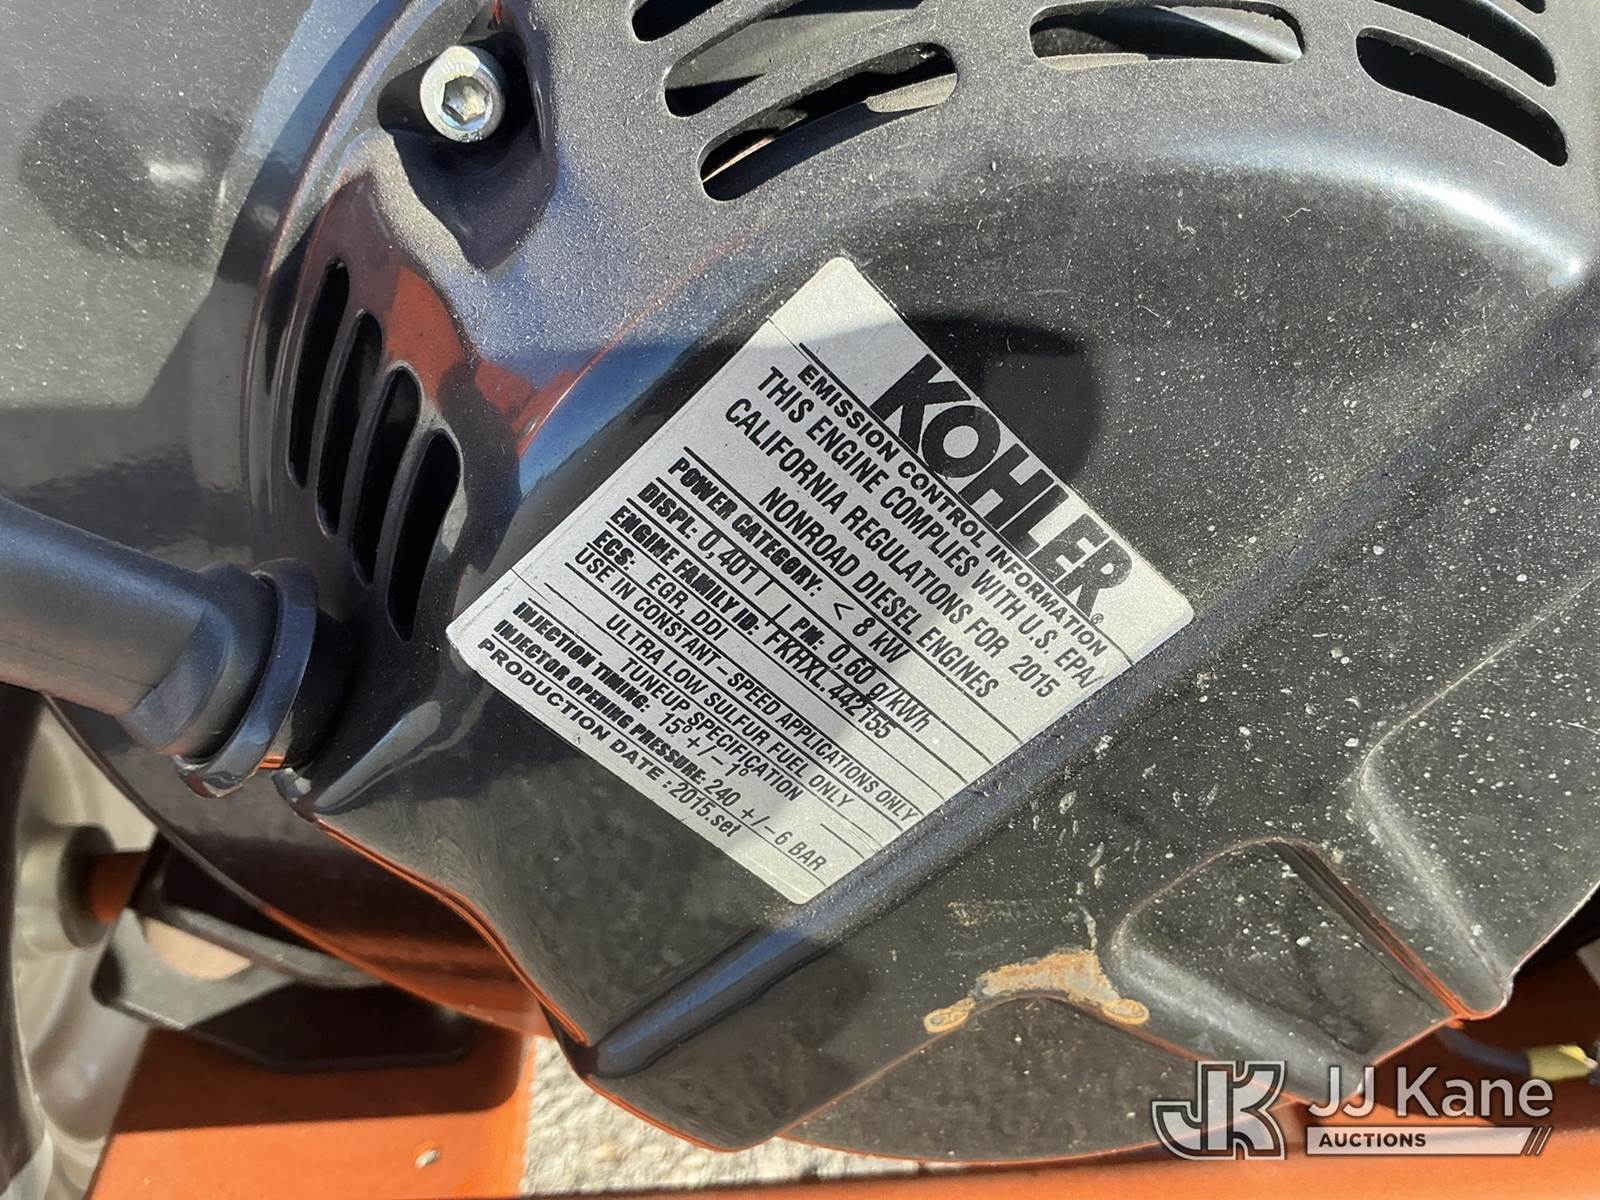 KOHLER®
EMISSION CONTROL INFORMATION
THIS ENGINE COMPLIES WITH U.S. EPA/
CALIFORNIA REGULATIONS FOR 2015
NONROAD DIESEL ENGINES
POWER CATEGORY: < 8 kW
DISPL: 0,407 l PM: 0,60 g/kWh
ENGINE FAMILY ID: FKHXL.442155
ECS: EGR, DDI
USE IN CONSTANT-SPEED APPLICATIONS ONLY
ULTRA LOW SULFUR FUEL ONLY
TUNEUP SPECIFICATION
INJECTION TIMING: 15° +/- 1°
INJECTOR OPENING PRESSURE: 240 +/-6 BAR
PRODUCTION DATE : 2015.set
JK JJ Kane
AUCTIONS